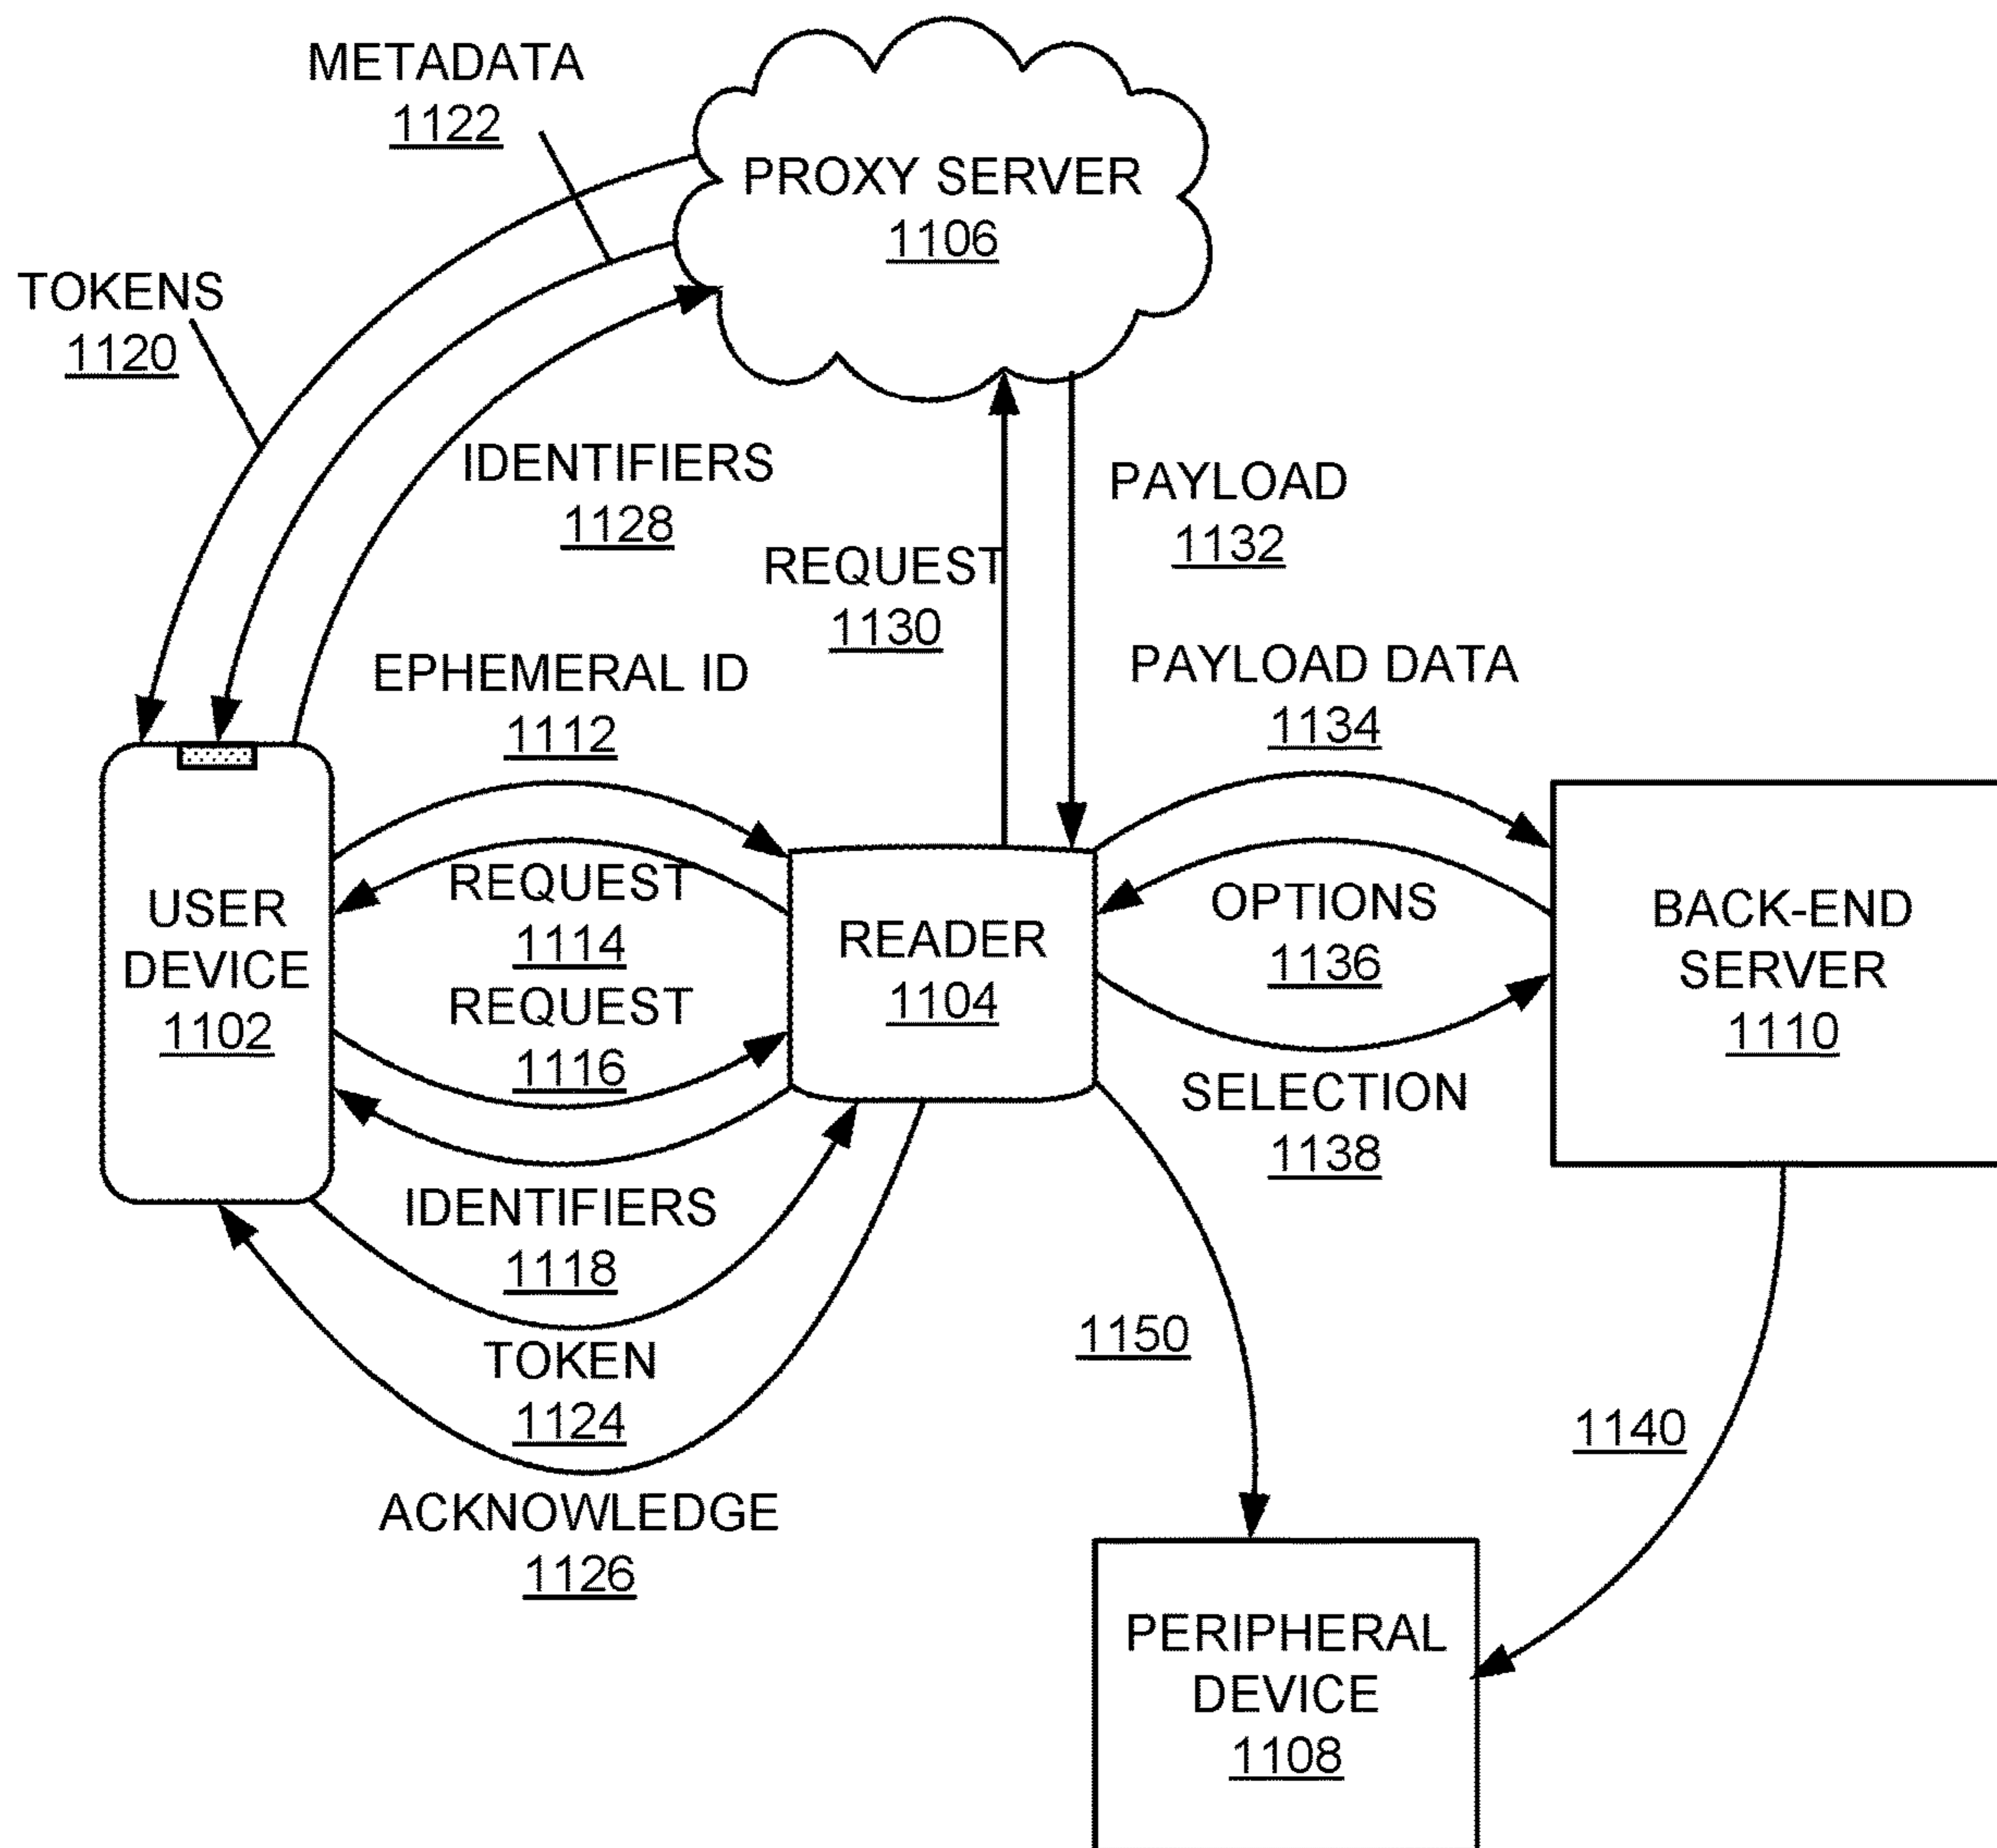 METADATA
1122
PROXY SERVER
1106
TOKENS
1120
IDENTIFIERS
1128
PAYLOAD
1132
REQUEST
1130
EPHEMERAL ID
1112
PAYLOAD DATA
1134
USER
DEVICE
1102
REQUEST
1114
REQUEST
1116
READER
1104
OPTIONS
1136
BACK-END
SERVER
1110
SELECTION
1138
IDENTIFIERS
1118
TOKEN
1124
1150
1140
ACKNOWLEDGE
1126
PERIPHERAL
DEVICE
1108